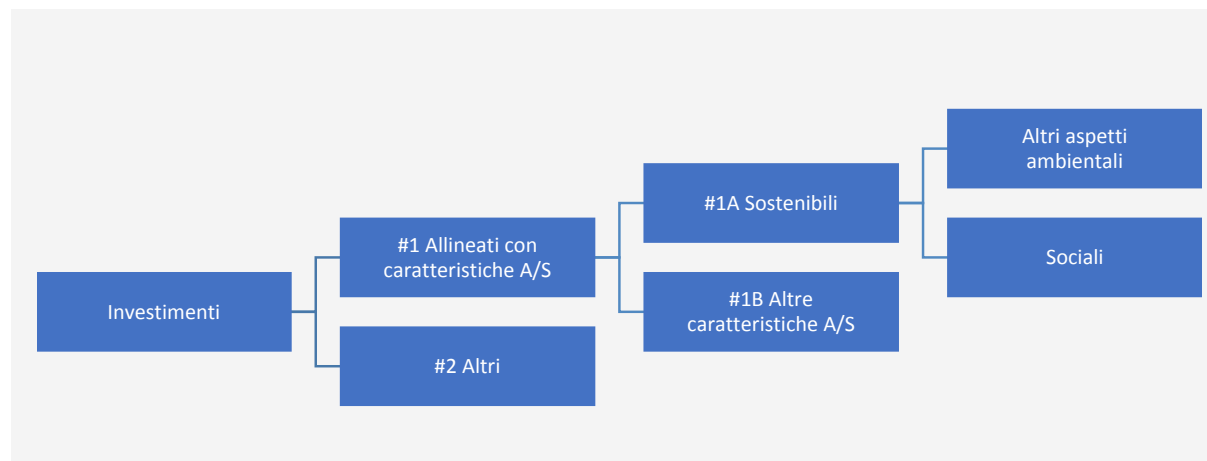 Investimenti
#1 Allineati con
caratteristiche A/S
#2 Altri
#1A Sostenibili
#1B Altre
caratteristiche A/S
Altri aspetti
ambientali
Sociali